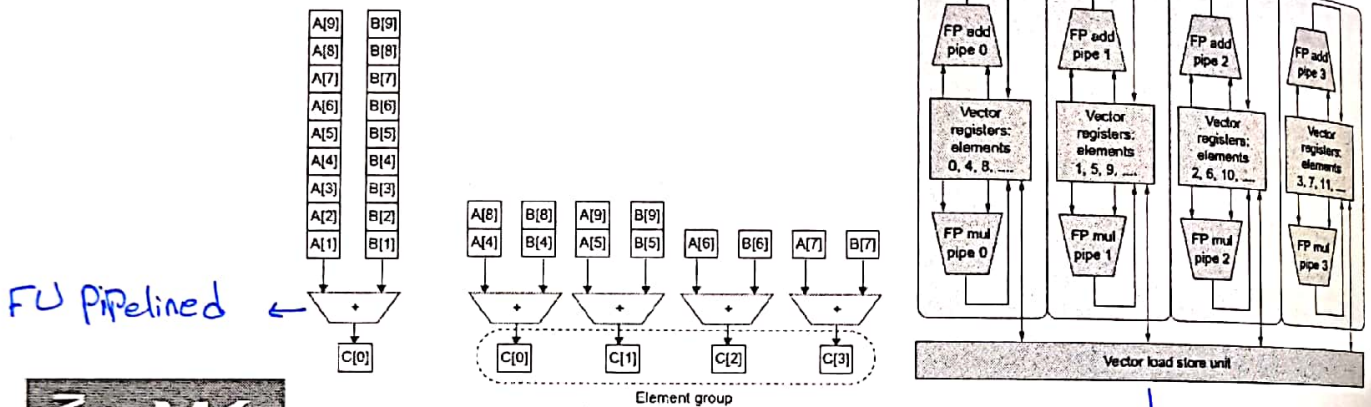 A[9] B[9]
A[8] B[8]
A[7] B[7]
A[6] B[6]
A[5] B[5]
A[4] B[4]
A[3] B[3]
A[2] B[2]
A[1] B[1]
+
C[0]
FU Pipelined
A[8] B[8] A[9] B[9]
A[4] B[4] A[5] B[5] A[6] B[6] A[7] B[7]
+ + + +
C[0] C[1] C[2] C[3]
Element group
FP add
pipe 0
Vector
registers:
elements
0, 4, 8, ....
FP mul
pipe 0
FP add
pipe 1
Vector
registers:
elements
1, 5, 9, ....
FP mul
pipe 1
FP add
pipe 2
Vector
registers:
elements
2, 6, 10, ....
FP mul
pipe 2
FP add
pipe 3
Vector
registers:
elements
3, 7, 11, ...
FP mul
pipe 3
Vector load store unit